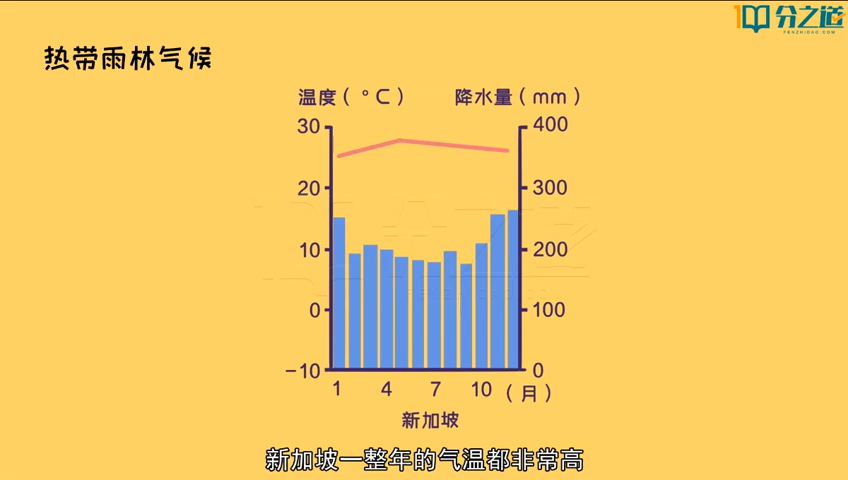 1分之道
FENZHIDAO.COM
热带雨林气候
温度（°C） 降水量（mm）
30 400
20 300
10 200
0 100
-10 0
1 4 7 10 （月）
新加坡
新加坡一整年的气温都非常高